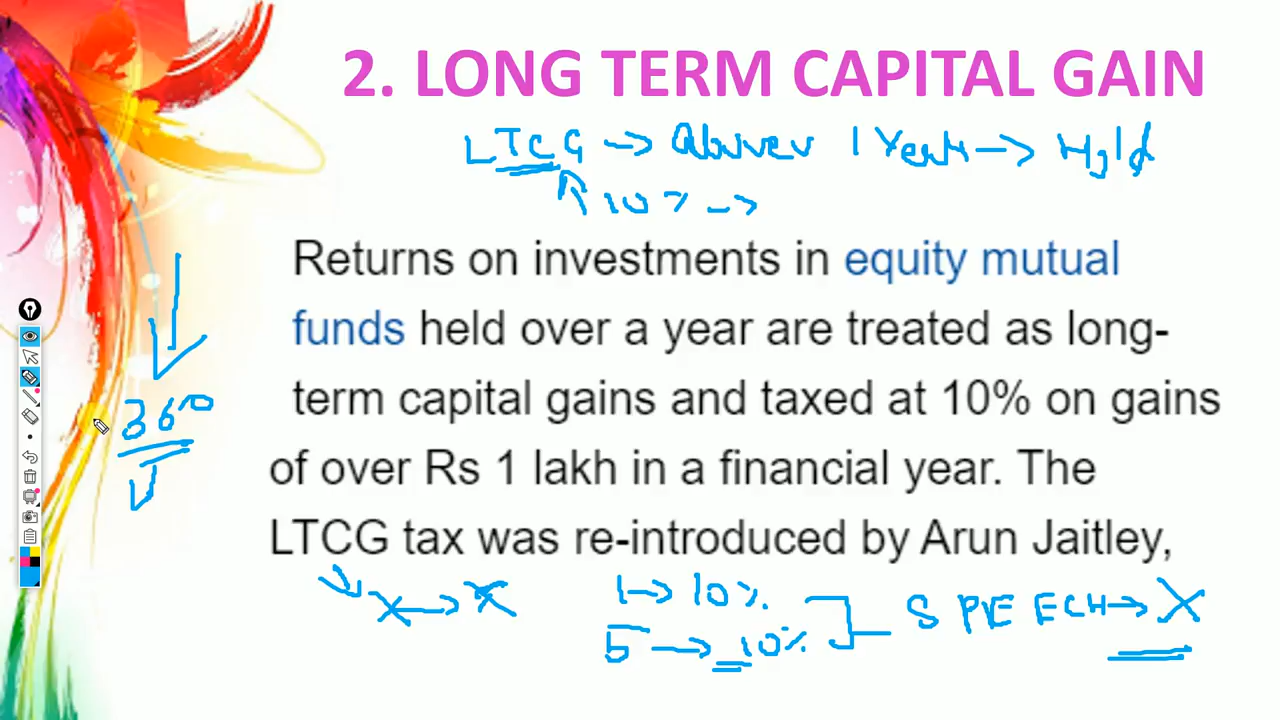 2. LONG TERM CAPITAL GAIN
LTCG → 1 Year → Hold
10% →
Returns on investments in equity mutual
funds held over a year are treated as long-
term capital gains and taxed at 10% on gains
of over Rs 1 lakh in a financial year. The
LTCG tax was re-introduced by Arun Jaitley,
365
X → X
1 → 10%
5 → 10%
SPEECH → X